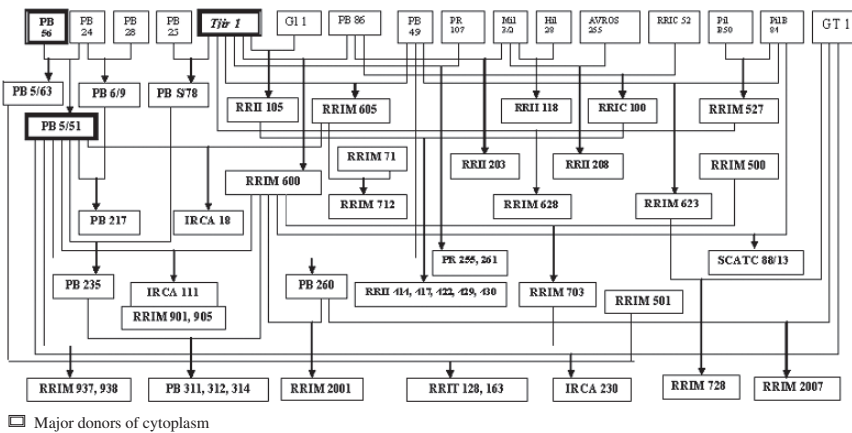 PB 56
PB 24
PB 28
PB 25
Tjir 1
Gl 1
PB 86
PB 49
PR 107
Mil 3/2
Hil 28
AVROS 255
RRIC 52
Pil B50
PilB 84
GT 1
PB 5/63
PB 6/9
PB S/78
RRII 105
RRIM 605
RRII 118
RRIC 100
RRIM 527
PB 5/51
RRIM 71
RRII 203
RRII 208
RRIM 500
RRIM 600
PB 217
IRCA 18
RRIM 712
RRIM 628
RRIM 623
PR 255, 261
SCATC 88/13
PB 235
IRCA 111
PB 260
RRII 414, 417, 422, 429, 430
RRIM 703
RRIM 501
RRIM 901, 905
RRIM 937, 938
PB 311, 312, 314
RRIM 2001
RRIT 128, 163
IRCA 230
RRIM 728
RRIM 2007
Major donors of cytoplasm